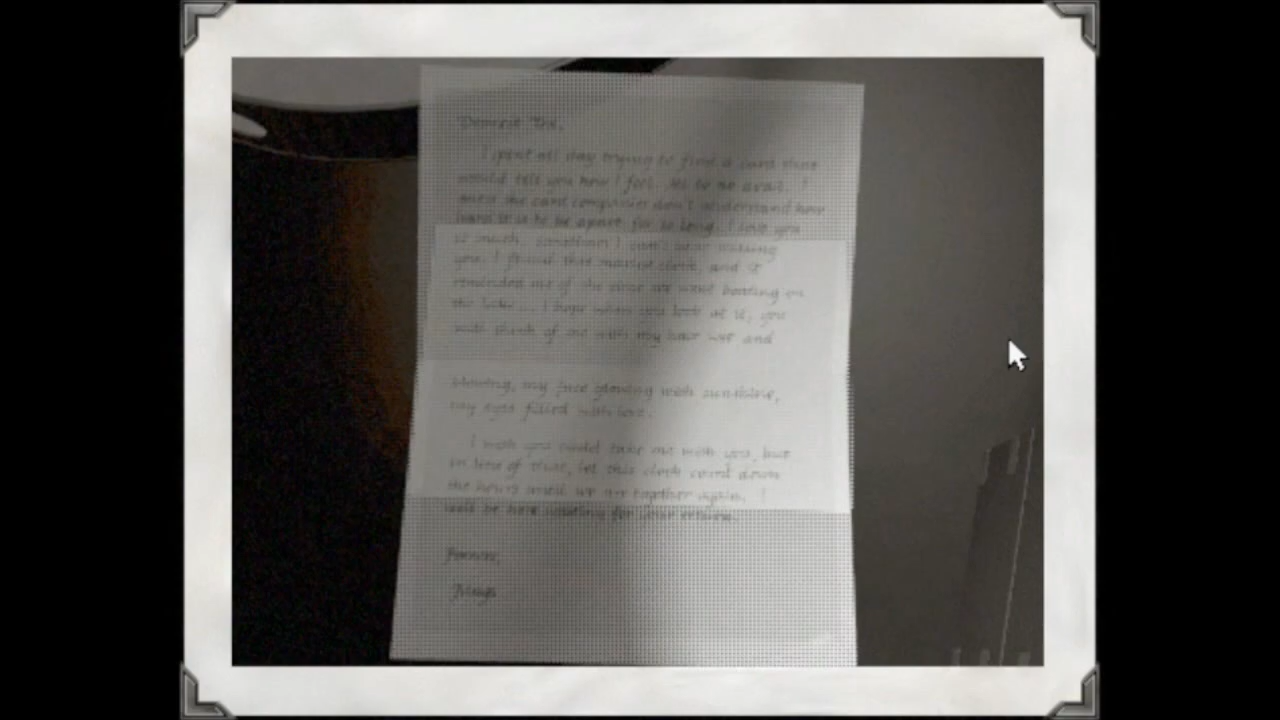 Dearest Ted,
I spent all day trying to find a card that
would tell you how I feel. All to no avail. I
guess the card companies don't understand how
hard it is to be apart for so long. I love you
so much. Sometimes I can't bear missing
you. I found this nautical clock, and it
reminded me of the time we went boating on
the lake... I hope when you look at it, you
will think of me with my hair wet and
blowing, my face glowing with sunshine,
my eyes filled with love.
I wish you could take me with you, but
in lieu of that, let this clock count down
the hours until we are together again. I
will be here waiting for your return.
Forever,